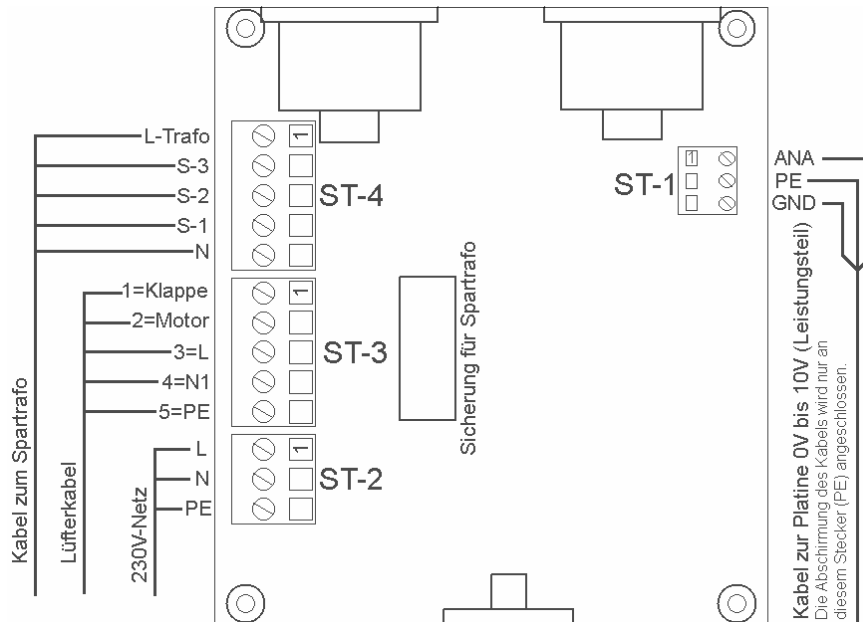 L-Trafo
S-3
S-2
S-1
N
1
ST-4
1=Klappe
2=Motor
3=L
4=N1
5=PE
1
ST-3
L
N
PE
1
ST-2
Kabel zum Spartrafo
Lüfterkabel
230V-Netz
Sicherung für Spartrafo
ST-1
1
ANA
PE
GND
Kabel zur Platine 0V bis 10V (Leistungsteil)
Die Abschirmung des Kabels wird nur an
diesem Stecker (PE) angeschlossen.